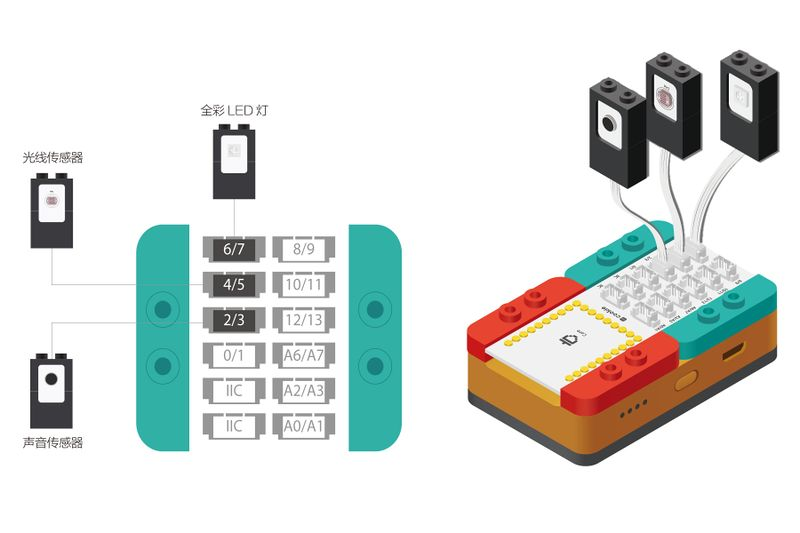 全彩 LED 灯
光线传感器
6/7
8/9
4/5
10/11
2/3
12/13
0/1
A6/A7
IIC
A2/A3
IIC
A0/A1
声音传感器
Core